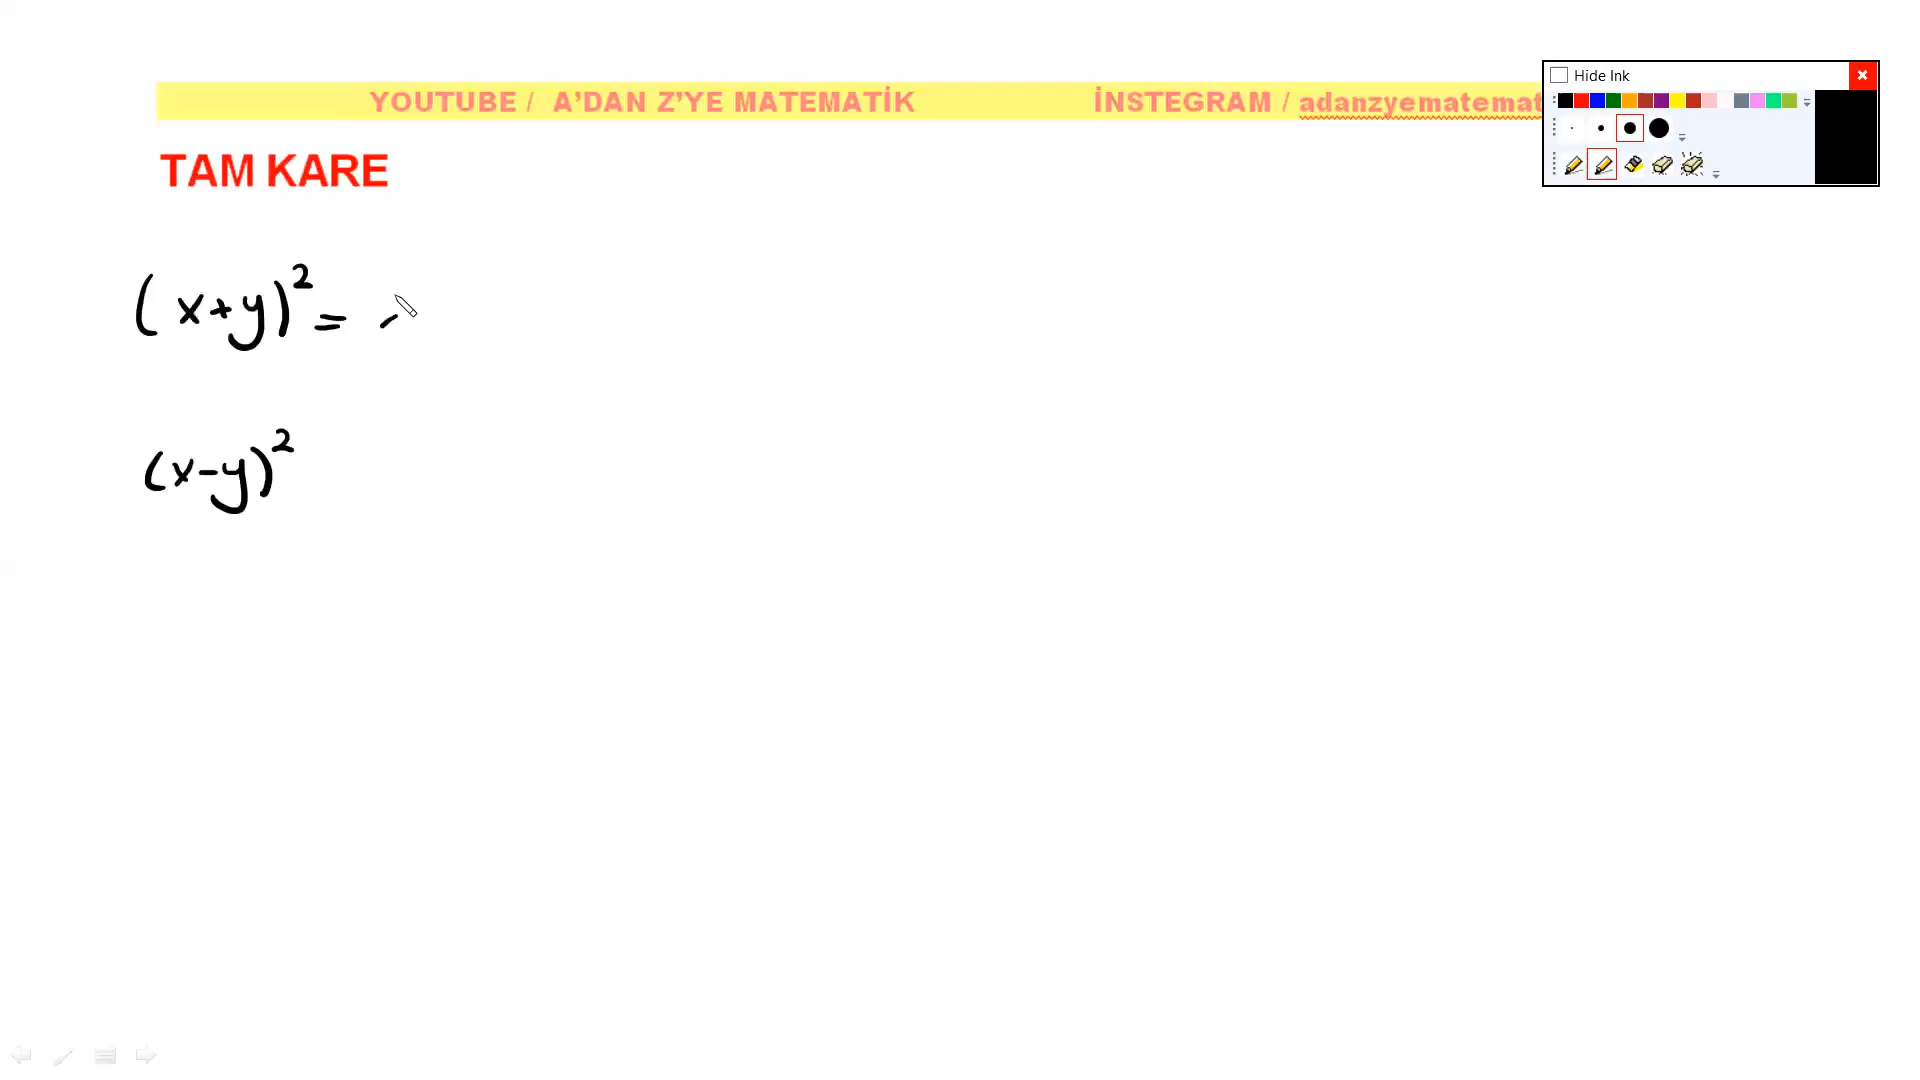 Hide Ink
YOUTUBE / A’DAN Z’YE MATEMATİK İNSTEGRAM / adanzyematemat
TAM KARE
(x+y)² =
(x-y)²